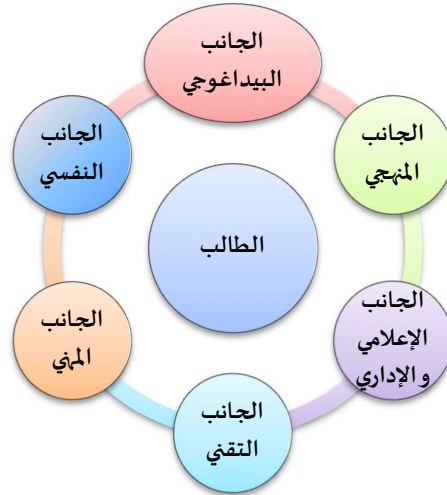 الجانب
البيداغوجي
الجانب
المنهجي
الجانب
الإعلامي
والإداري
الجانب
التقني
الجانب
المهني
الجانب
النفسي
الطالب